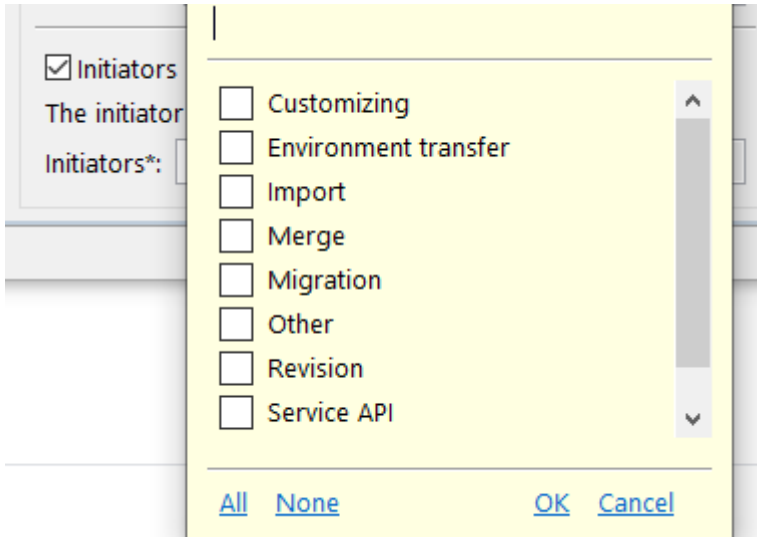 Initiators
The initiator
Initiators*:
Customizing
Environment transfer
Import
Merge
Migration
Other
Revision
Service API
All None OK Cancel